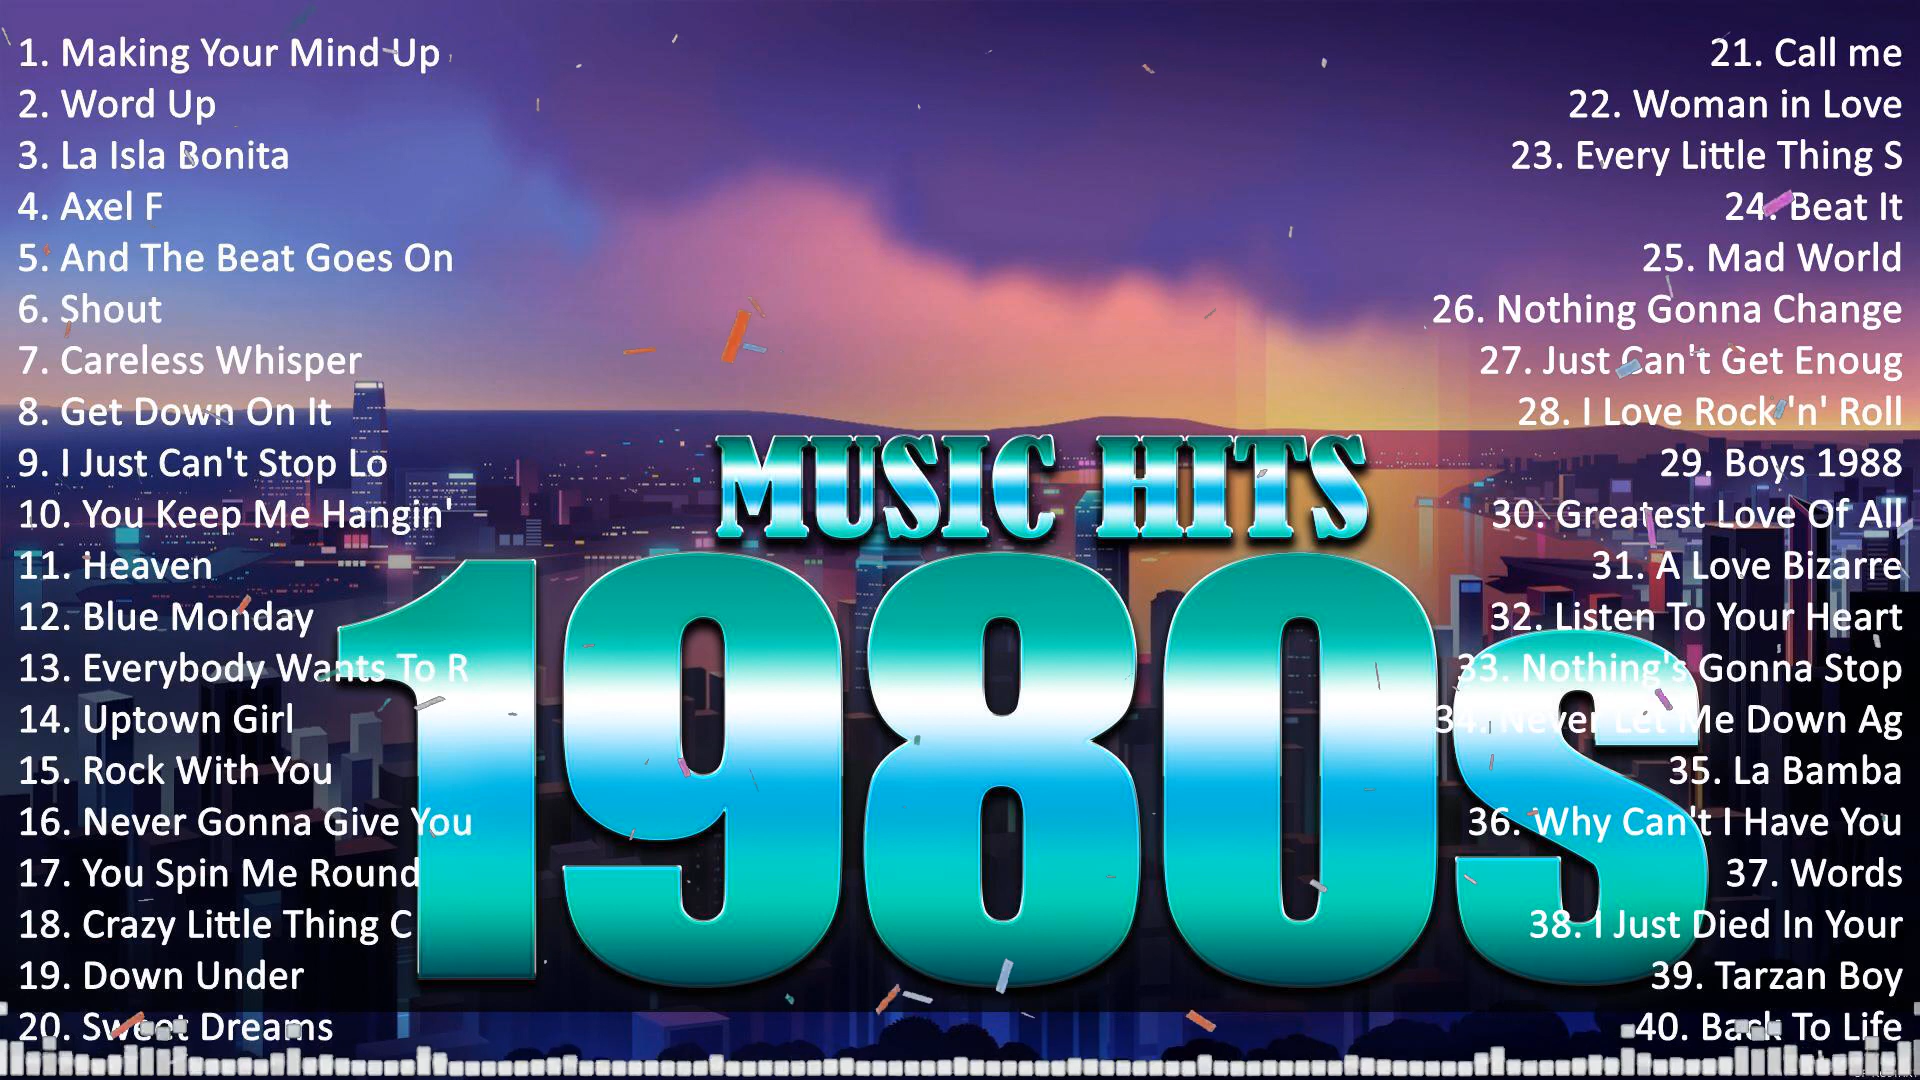 1. Making Your Mind Up
2. Word Up
3. La Isla Bonita
4. Axel F
5. And The Beat Goes On
6. Shout
7. Careless Whisper
8. Get Down On It
9. I Just Can't Stop Lo
10. You Keep Me Hangin'
11. Heaven
12. Blue Monday
13. Everybody Wants To R
14. Uptown Girl
15. Rock With You
16. Never Gonna Give You
17. You Spin Me Round
18. Crazy Little Thing C
19. Down Under
20. Sweet Dreams
MUSIC HITS
1980s
21. Call me
22. Woman in Love
23. Every Little Thing S
24. Beat It
25. Mad World
26. Nothing Gonna Change
27. Just Can't Get Enoug
28. I Love Rock 'n' Roll
29. Boys 1988
30. Greatest Love Of All
31. A Love Bizarre
32. Listen To Your Heart
33. Nothing's Gonna Stop
34. Never Let Me Down Ag
35. La Bamba
36. Why Can't I Have You
37. Words
38. I Just Died In Your
39. Tarzan Boy
40. Back To Life